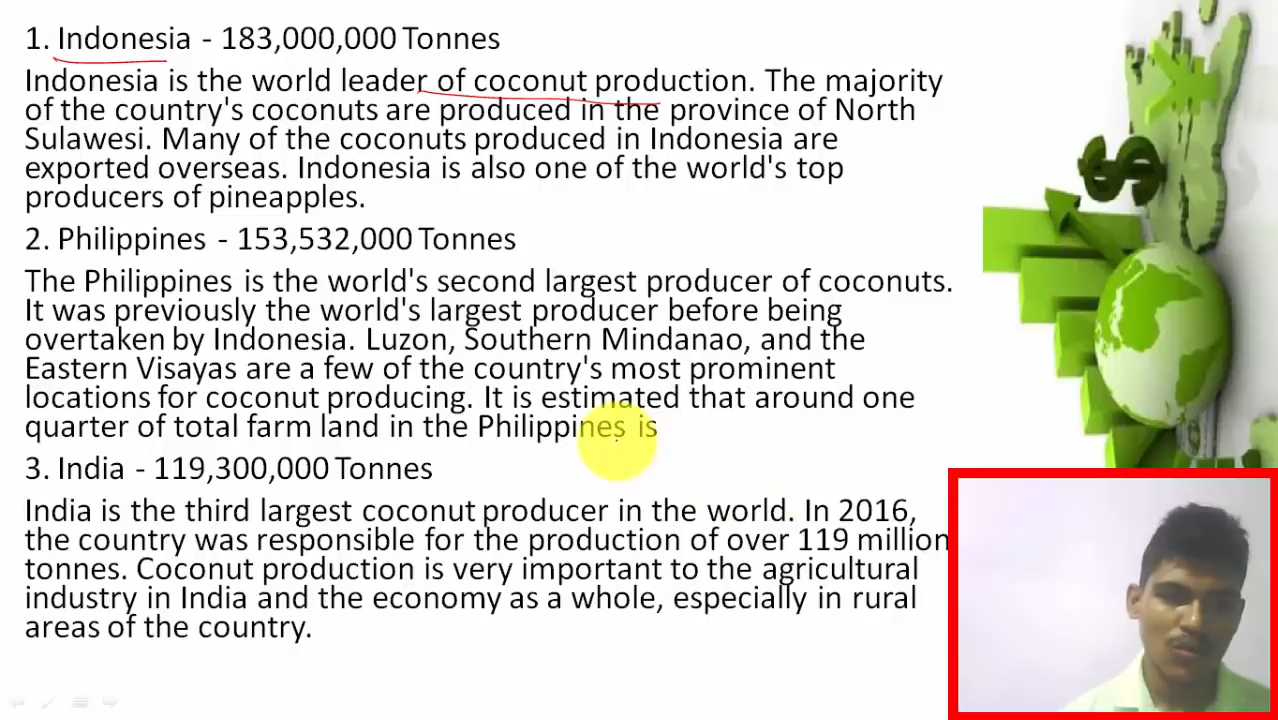 1. Indonesia - 183,000,000 Tonnes
Indonesia is the world leader of coconut production. The majority
of the country's coconuts are produced in the province of North
Sulawesi. Many of the coconuts produced in Indonesia are
exported overseas. Indonesia is also one of the world's top
producers of pineapples.
2. Philippines - 153,532,000 Tonnes
The Philippines is the world's second largest producer of coconuts.
It was previously the world's largest producer before being
overtaken by Indonesia. Luzon, Southern Mindanao, and the
Eastern Visayas are a few of the country's most prominent
locations for coconut producing. It is estimated that around one
quarter of total farm land in the Philippines is
3. India - 119,300,000 Tonnes
India is the third largest coconut producer in the world. In 2016,
the country was responsible for the production of over 119 million
tonnes. Coconut production is very important to the agricultural
industry in India and the economy as a whole, especially in rural
areas of the country.
$